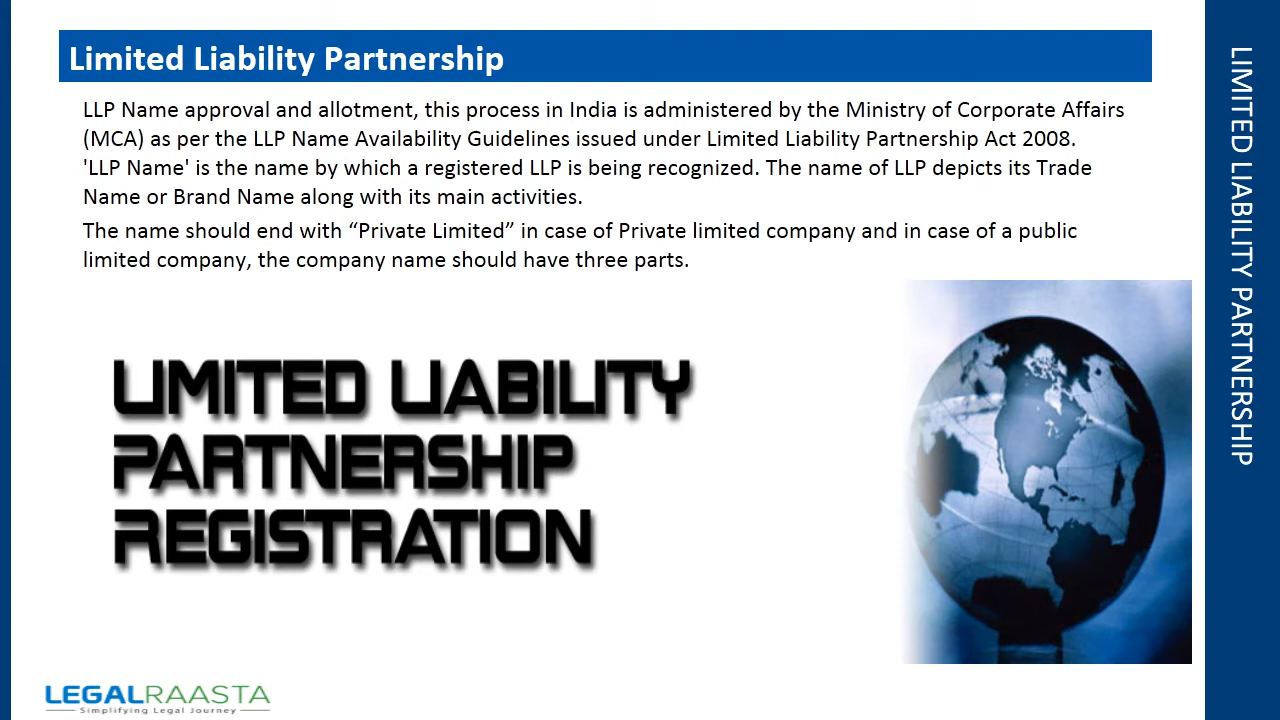 Limited Liability Partnership
LLP Name approval and allotment, this process in India is administered by the Ministry of Corporate Affairs
(MCA) as per the LLP Name Availability Guidelines issued under Limited Liability Partnership Act 2008.
'LLP Name' is the name by which a registered LLP is being recognized. The name of LLP depicts its Trade
Name or Brand Name along with its main activities.
The name should end with “Private Limited” in case of Private limited company and in case of a public
limited company, the company name should have three parts.
LIMITED LIABILITY
PARTNERSHIP
REGISTRATION
LEGALRAASTA
Simplifying Legal Journey
LIMITED LIABILITY PARTNERSHIP